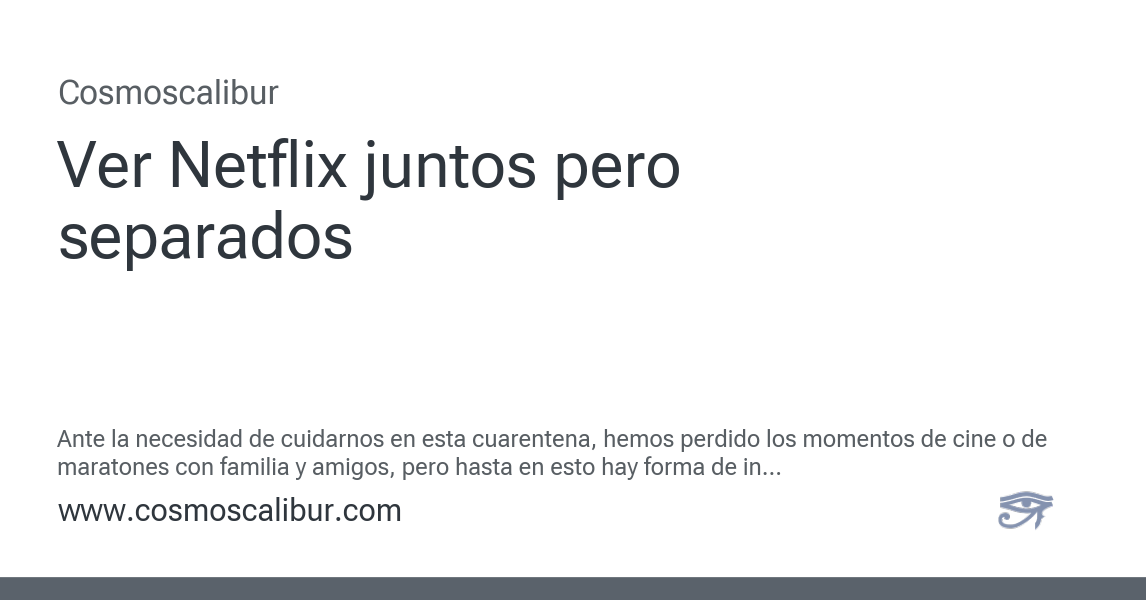 Cosmoscalibur
Ver Netflix juntos pero
separados
Ante la necesidad de cuidarnos en esta cuarentena, hemos perdido los momentos de cine o de
maratones con familia y amigos, pero hasta en esto hay forma de in...
www.cosmoscalibur.com